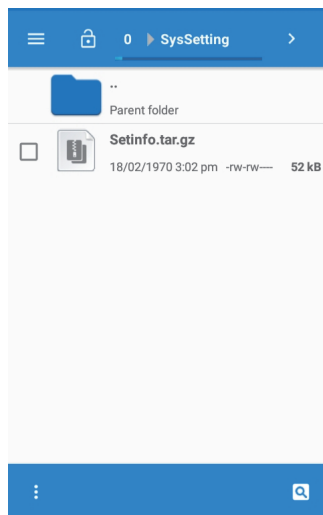 0 SysSetting
..
Parent folder
Setinfo.tar.gz
18/02/1970 3:02 pm -rw-rw---- 52 kB